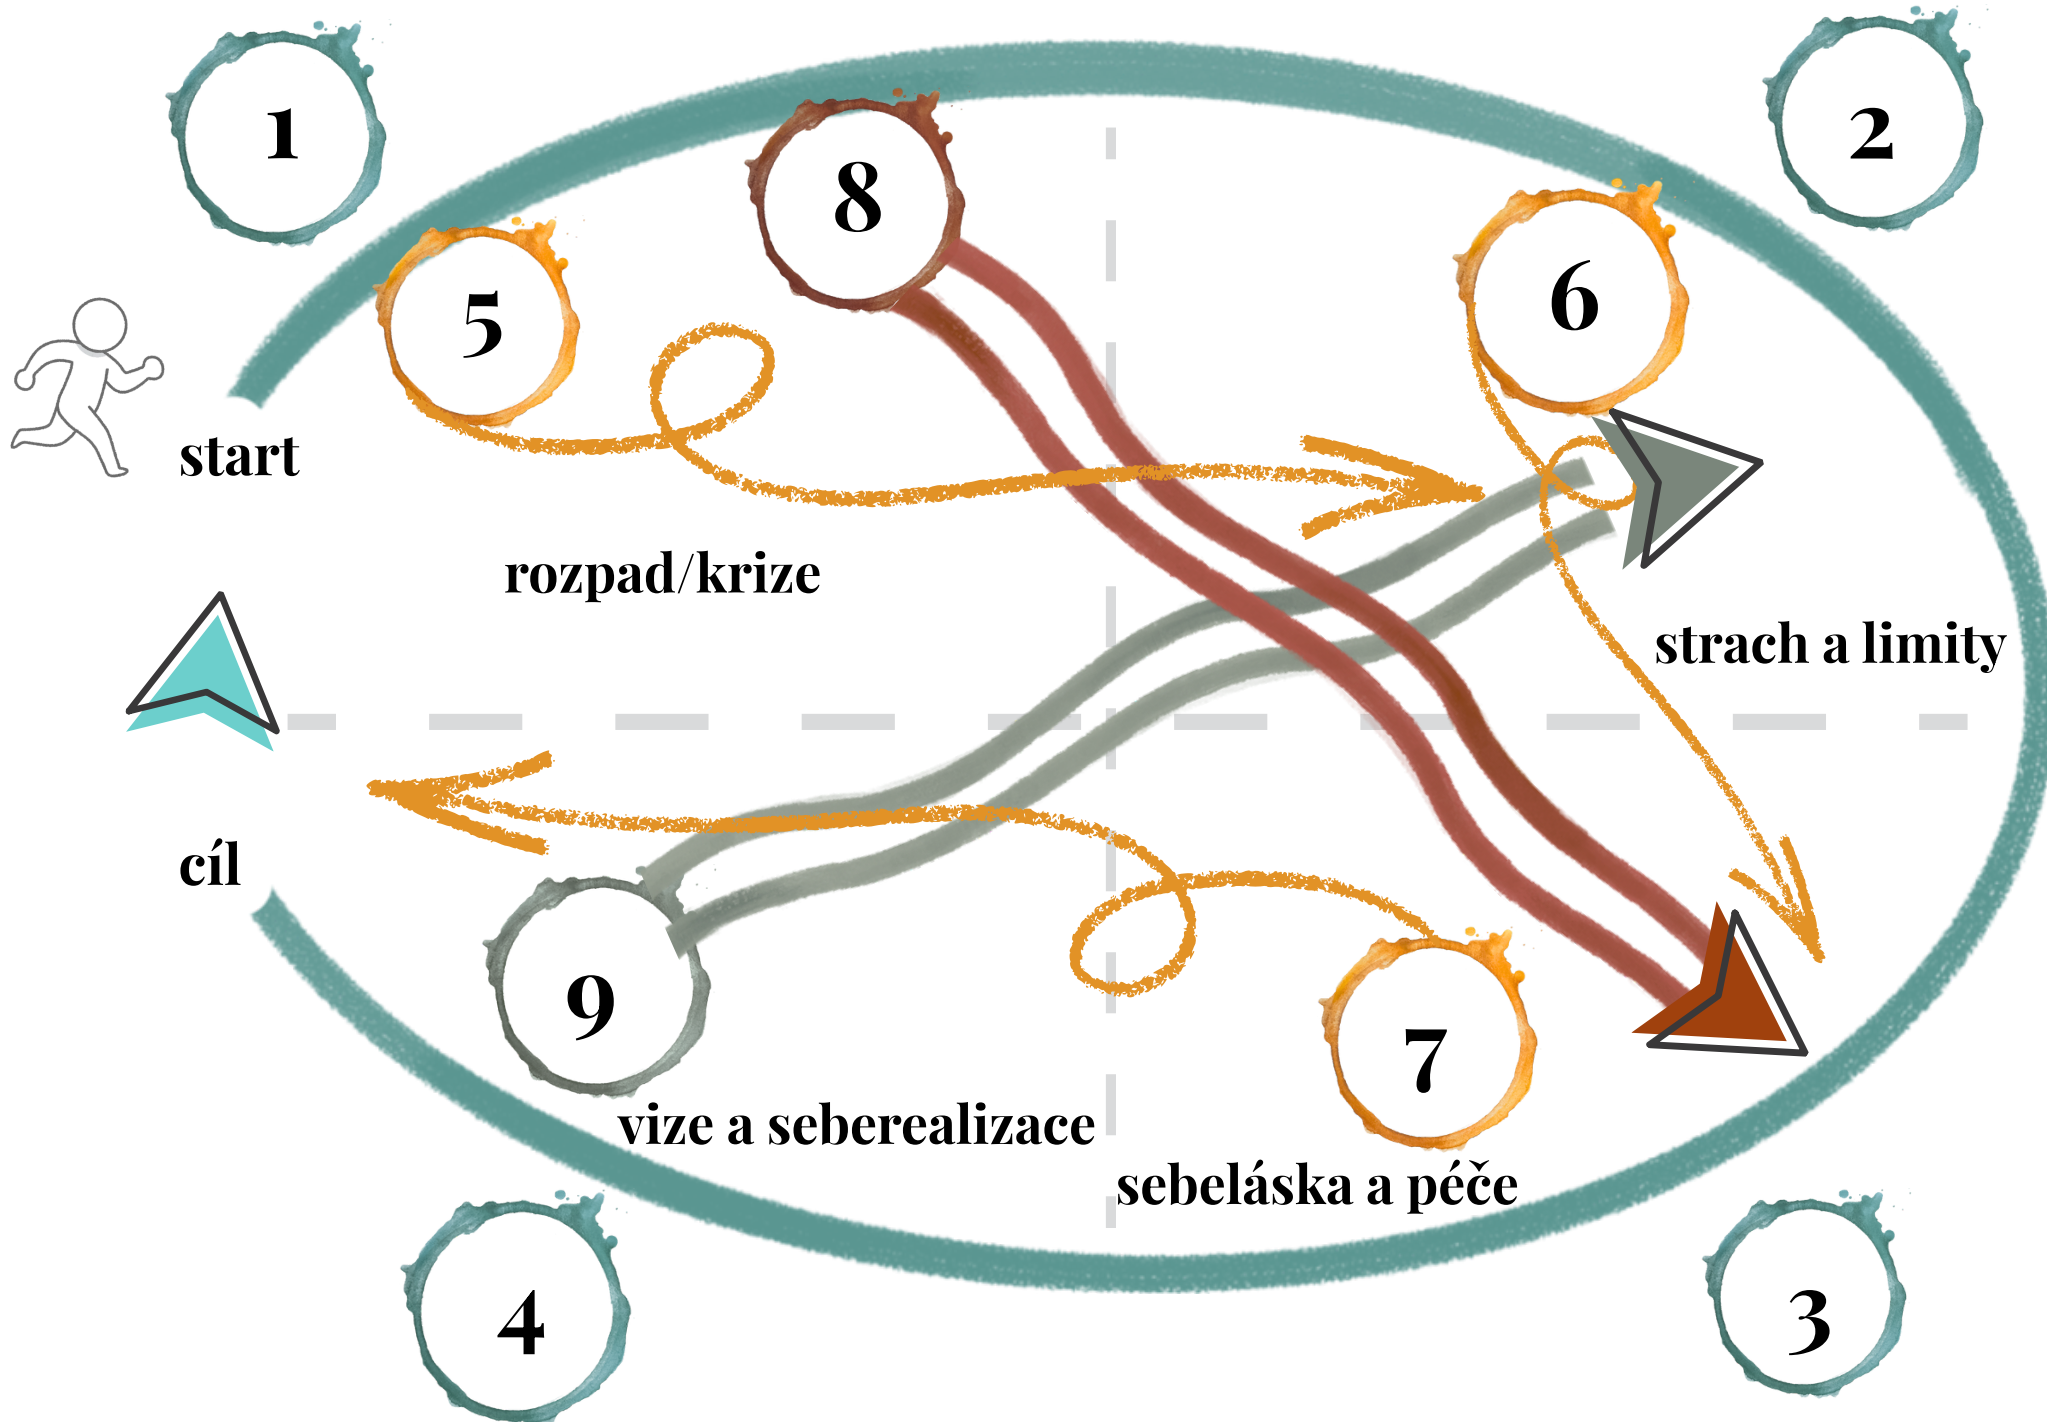 1
2
8
5
6
start
rozpad/krize
strach a limity
cíl
9
7
vize a seberealizace
sebeláska a péče
4
3